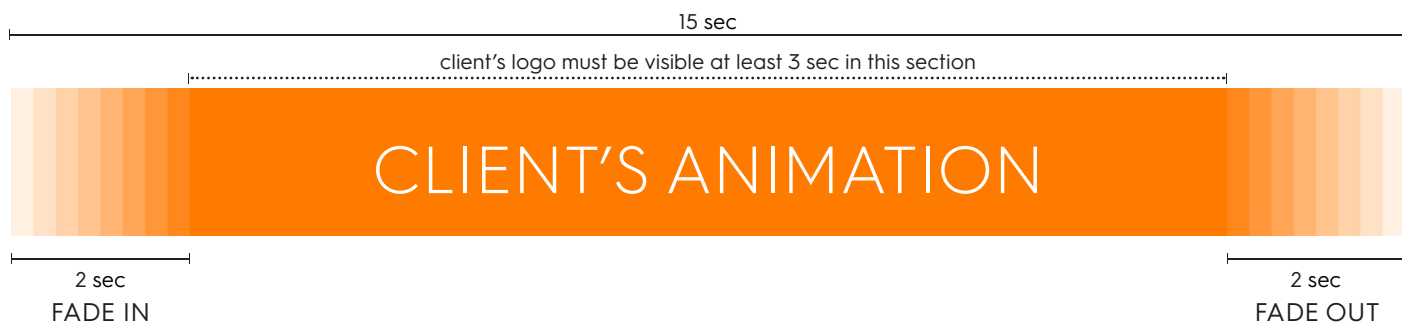 15 sec
client’s logo must be visible at least 3 sec in this section
CLIENT’S ANIMATION
2 sec
FADE IN
2 sec
FADE OUT